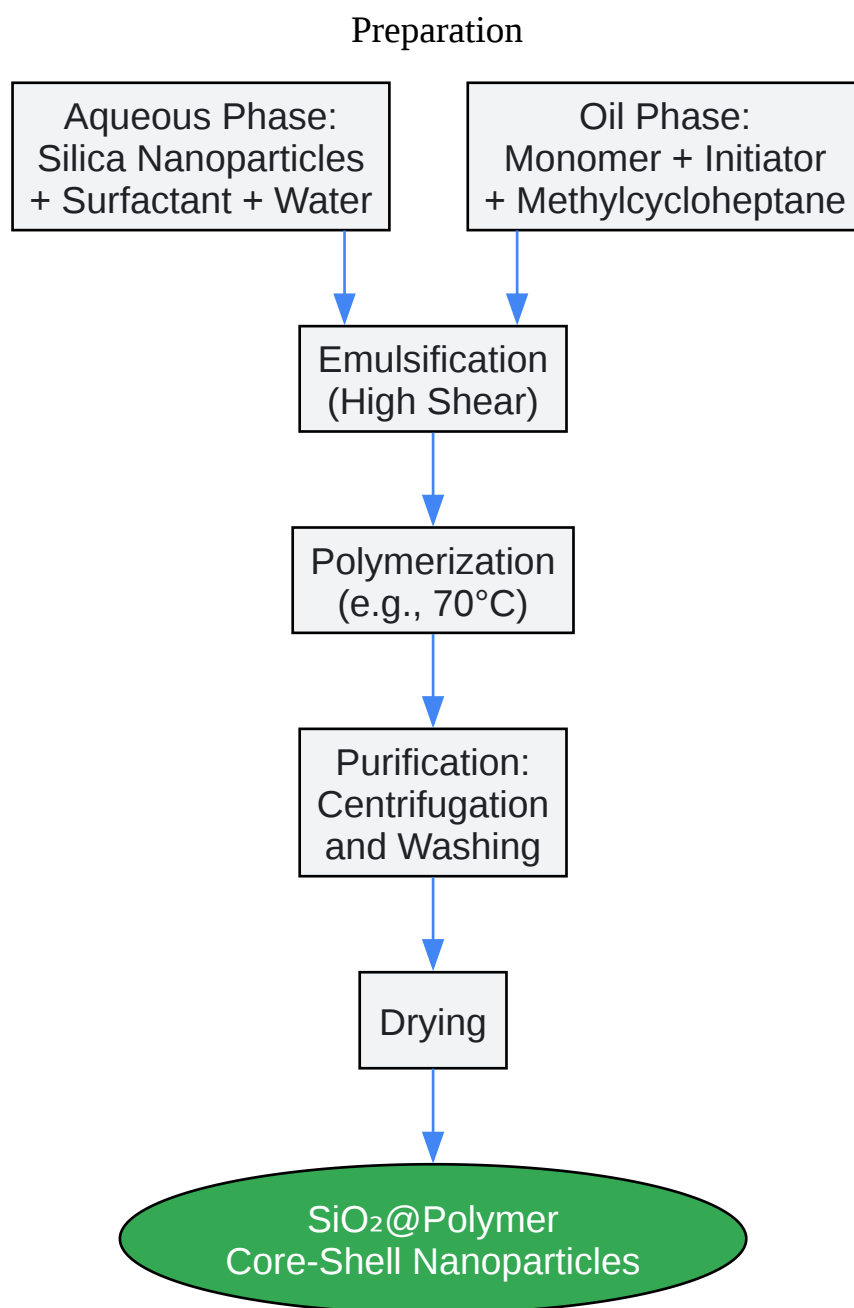 Preparation
Aqueous Phase:
Silica Nanoparticles
+ Surfactant + Water
Oil Phase:
Monomer + Initiator
+ Methylcycloheptane
Emulsification
(High Shear)
Polymerization
(e.g., 70°C)
Purification:
Centrifugation
and Washing
Drying
SiO₂@Polymer
Core-Shell Nanoparticles